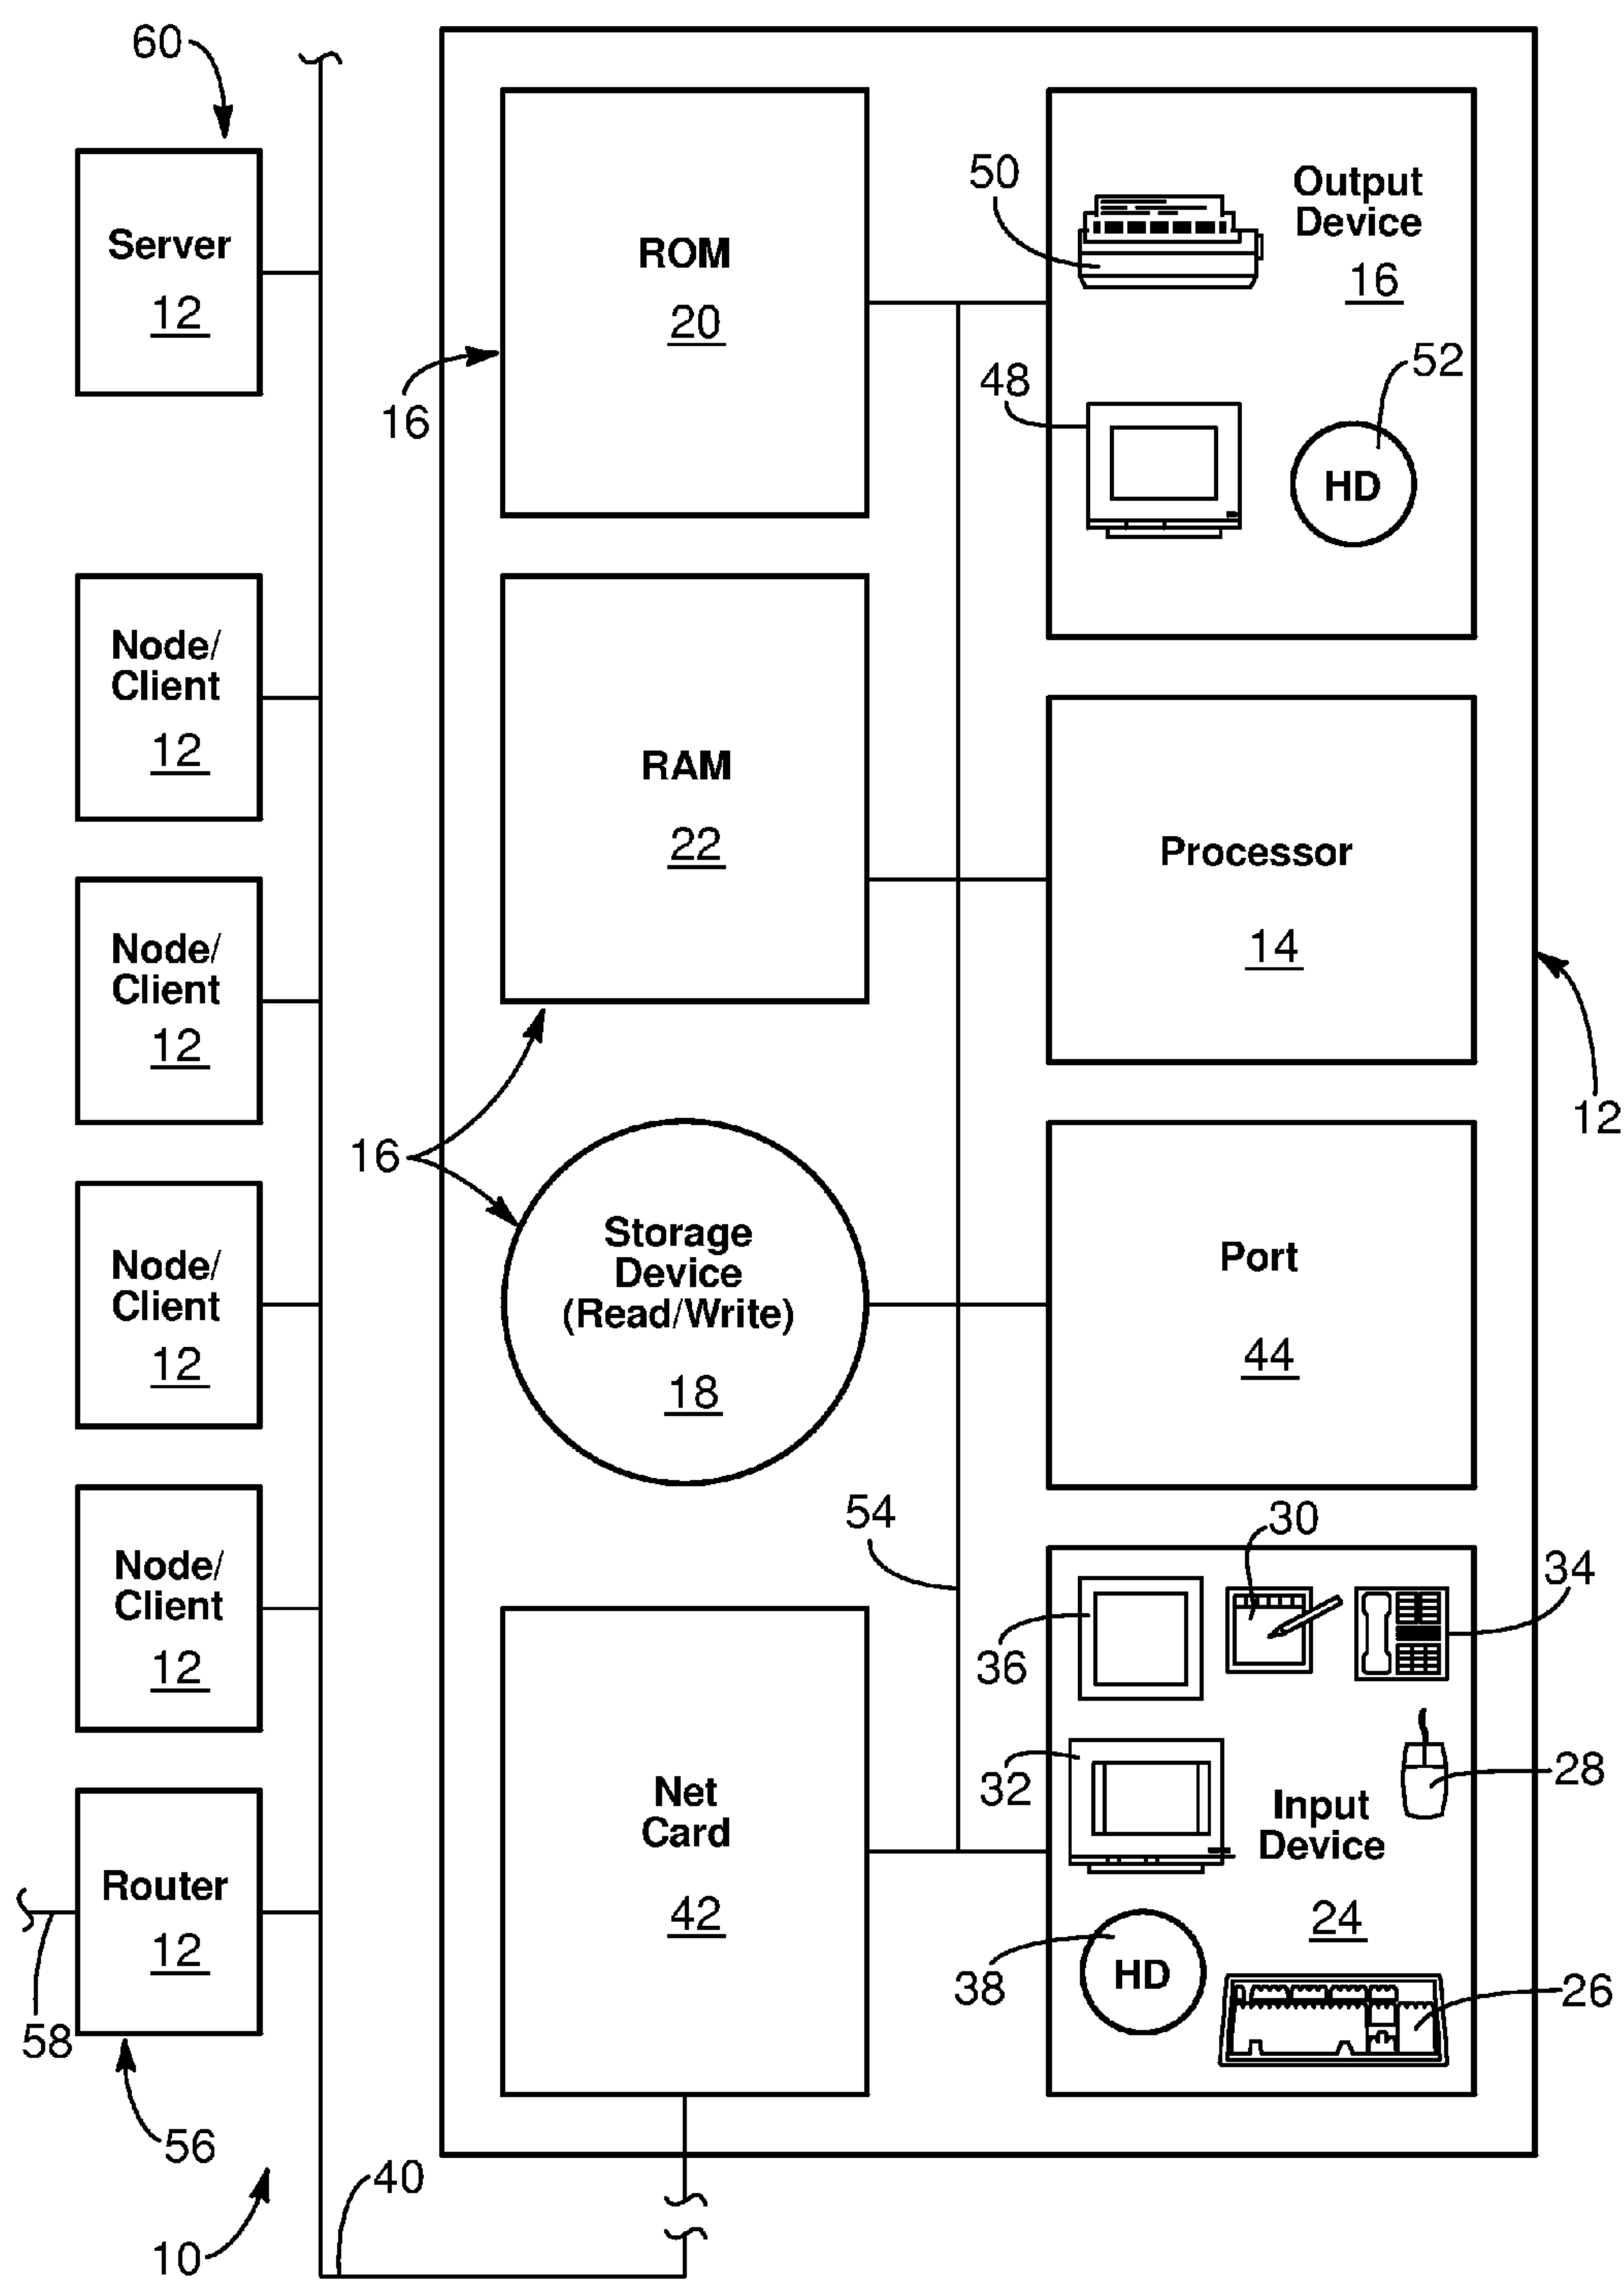 60
Server
12
Node/
Client
12
Node/
Client
12
Node/
Client
12
Node/
Client
12
Router
12
58
56
10
40
ROM
20
16
RAM
22
16
Storage
Device
(Read/Write)
18
54
Net
Card
42
50
Output
Device
16
48
52
HD
Processor
14
12
Port
44
30
34
36
32
28
Input
Device
24
38
HD
26